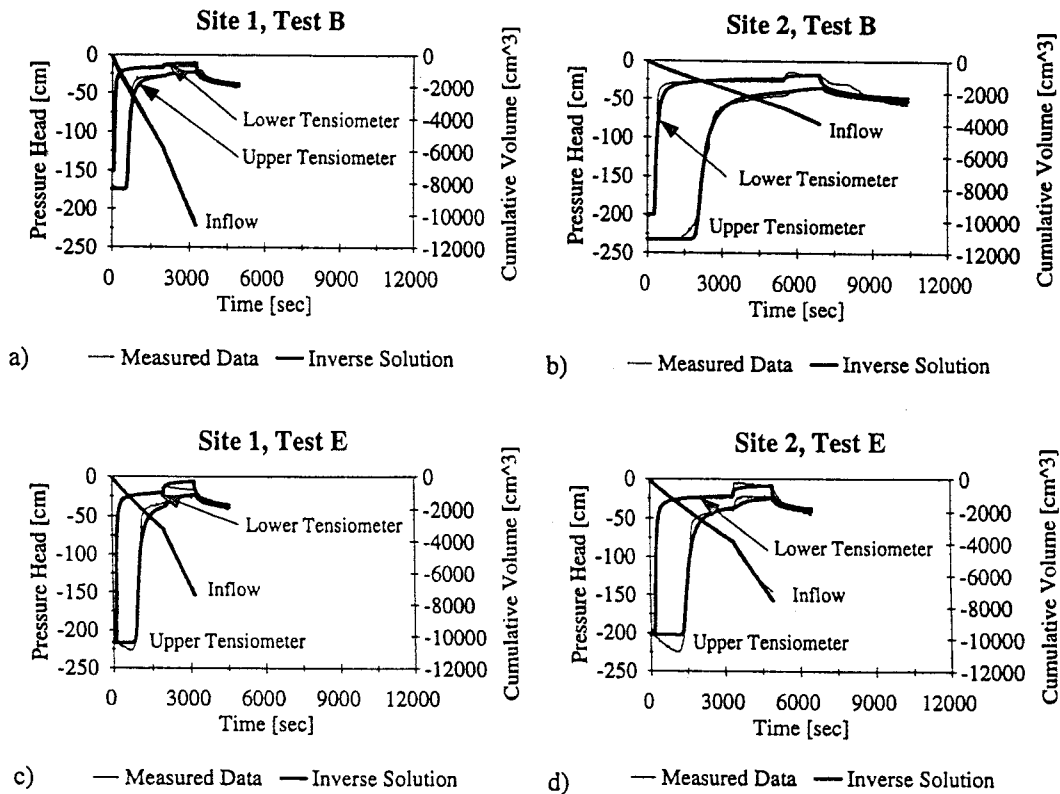 Site 1, Test B
Pressure Head [cm]
0
-50
-100
-150
-200
-250
0
-2000
-4000
-6000
-8000
-10000
-12000
Cumulative Volume [cm^3]
Lower Tensiometer
Upper Tensiometer
Inflow
0 3000 6000 9000 12000
Time [sec]
a) Measured Data Inverse Solution
Site 2, Test B
Pressure Head [cm]
0
-50
-100
-150
-200
-250
0
-2000
-4000
-6000
-8000
-10000
-12000
Cumulative Volume [cm^3]
Inflow
Lower Tensiometer
Upper Tensiometer
0 3000 6000 9000 12000
Time [sec]
b) Measured Data Inverse Solution
Site 1, Test E
Pressure Head [cm]
0
-50
-100
-150
-200
-250
0
-2000
-4000
-6000
-8000
-10000
-12000
Cumulative Volume [cm^3]
Lower Tensiometer
Inflow
Upper Tensiometer
0 3000 6000 9000 12000
Time [sec]
c) Measured Data Inverse Solution
Site 2, Test E
Pressure Head [cm]
0
-50
-100
-150
-200
-250
0
-2000
-4000
-6000
-8000
-10000
-12000
Cumulative Volume [cm^3]
Lower Tensiometer
Inflow
Upper Tensiometer
0 3000 6000 9000 12000
Time [sec]
d) Measured Data Inverse Solution